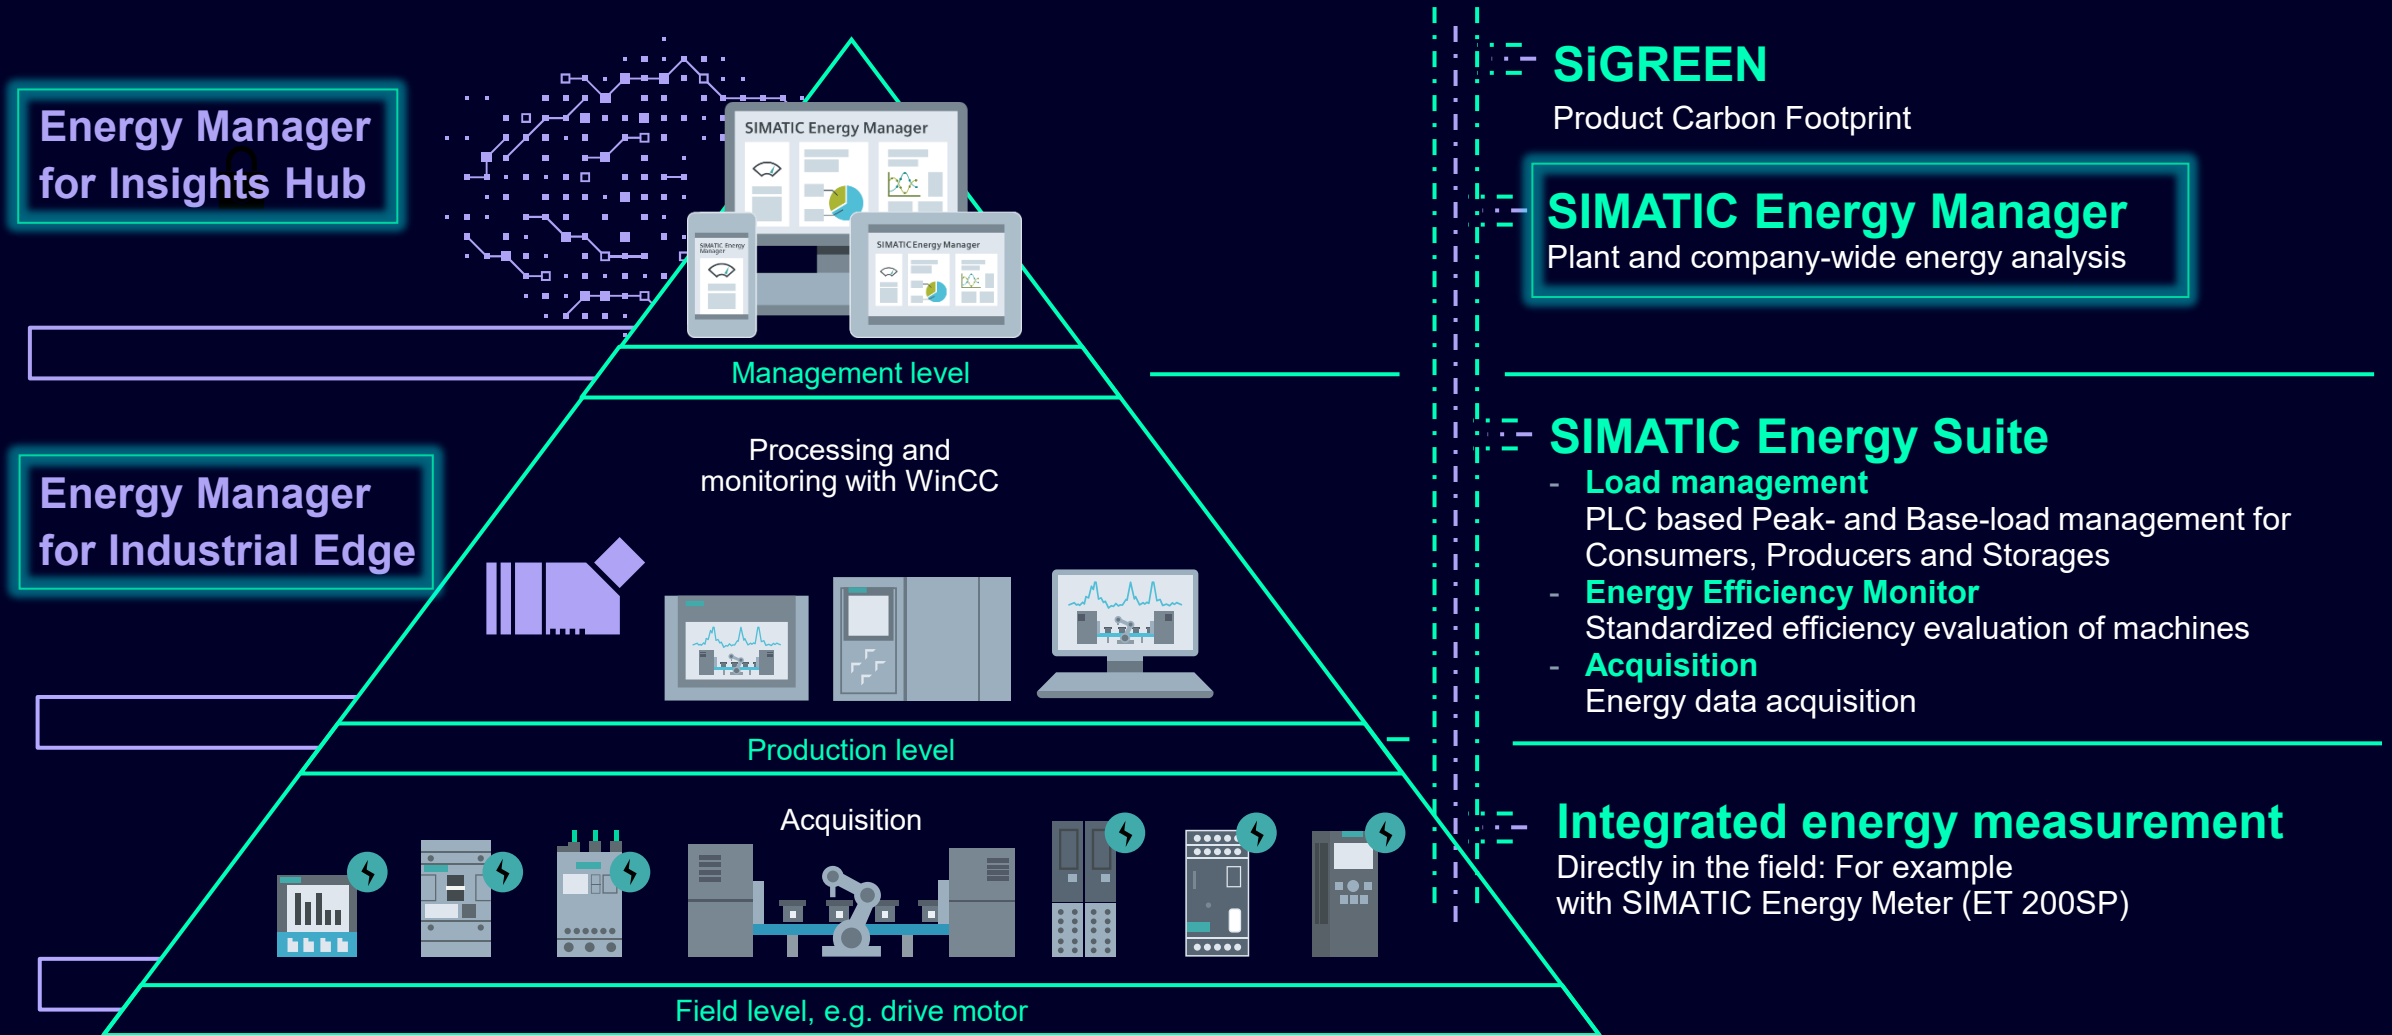 Energy Manager
for Insights Hub
SIMATIC Energy Manager
SIMATIC Energy
Manager
SIMATIC Energy Manager
Management level
Energy Manager
for Industrial Edge
Processing and
monitoring with WinCC
Production level
Acquisition
Field level, e.g. drive motor
SiGREEN
Product Carbon Footprint
SIMATIC Energy Manager
Plant and company-wide energy analysis
SIMATIC Energy Suite
- Load management
PLC based Peak- and Base-load management for
Consumers, Producers and Storages
- Energy Efficiency Monitor
Standardized efficiency evaluation of machines
- Acquisition
Energy data acquisition
Integrated energy measurement
Directly in the field: For example
with SIMATIC Energy Meter (ET 200SP)